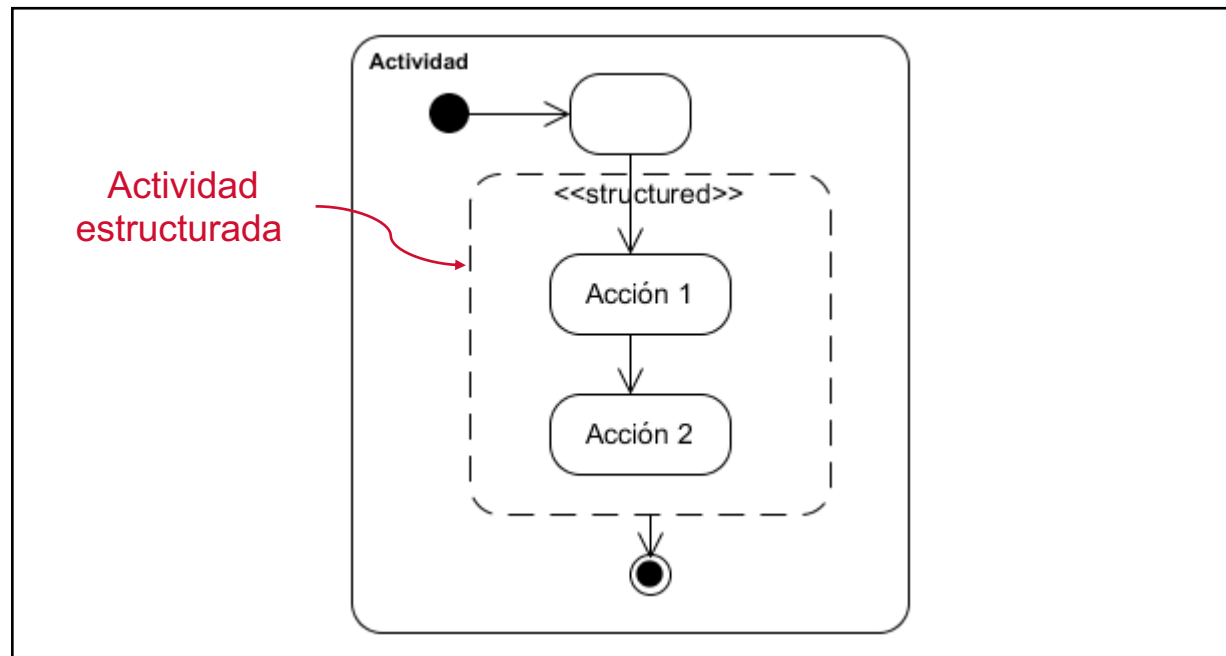 Actividad
Actividad
estructurada
<<structured>>
Acción 1
Acción 2